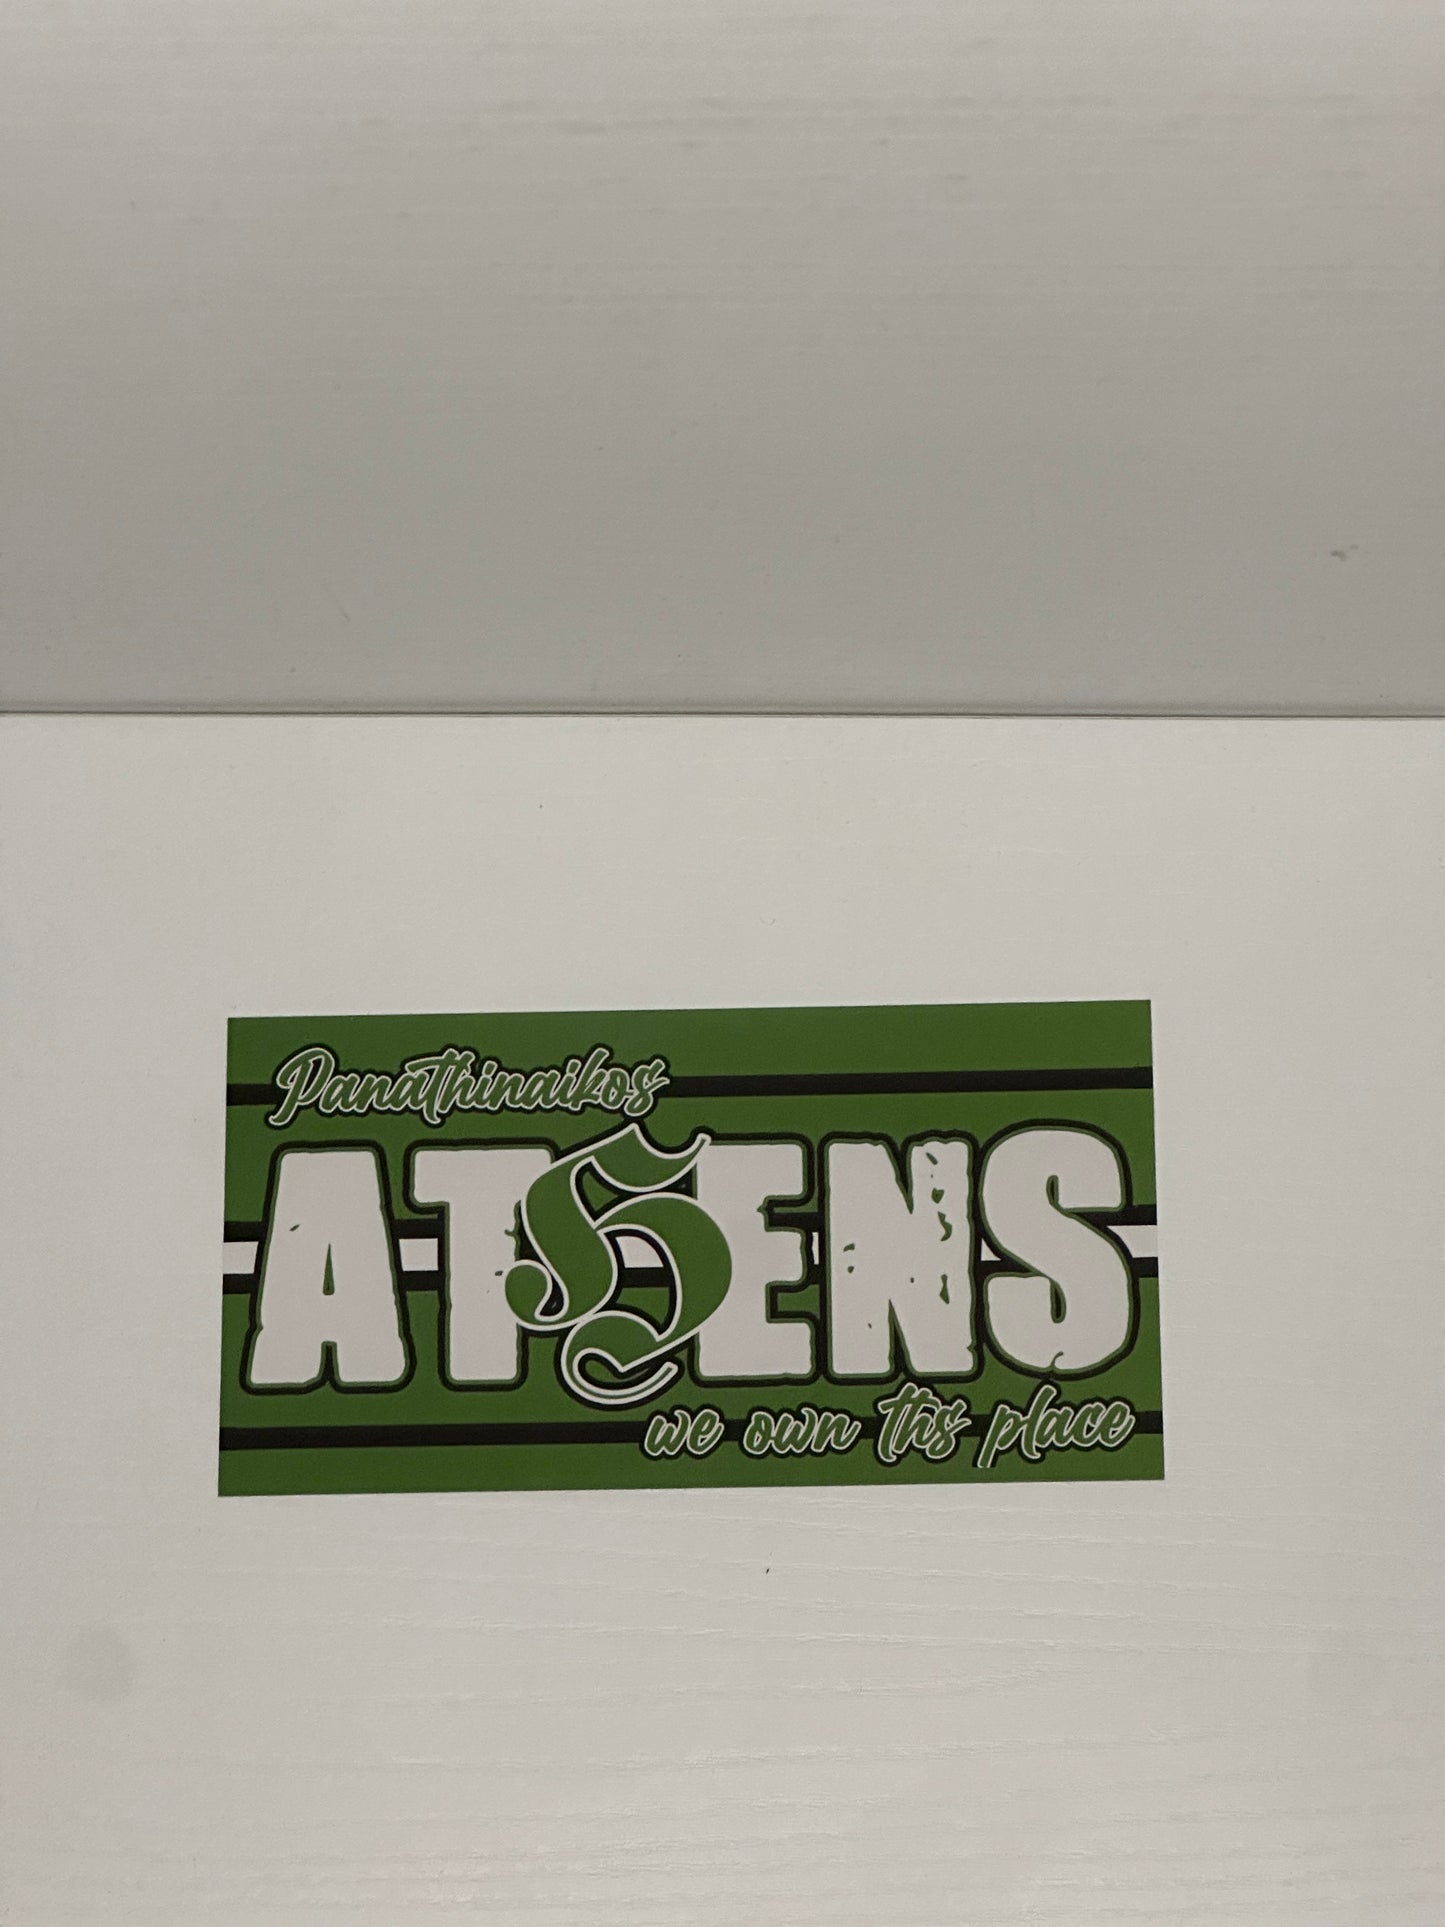 Panathinaikos
ATHENS
we own ths place